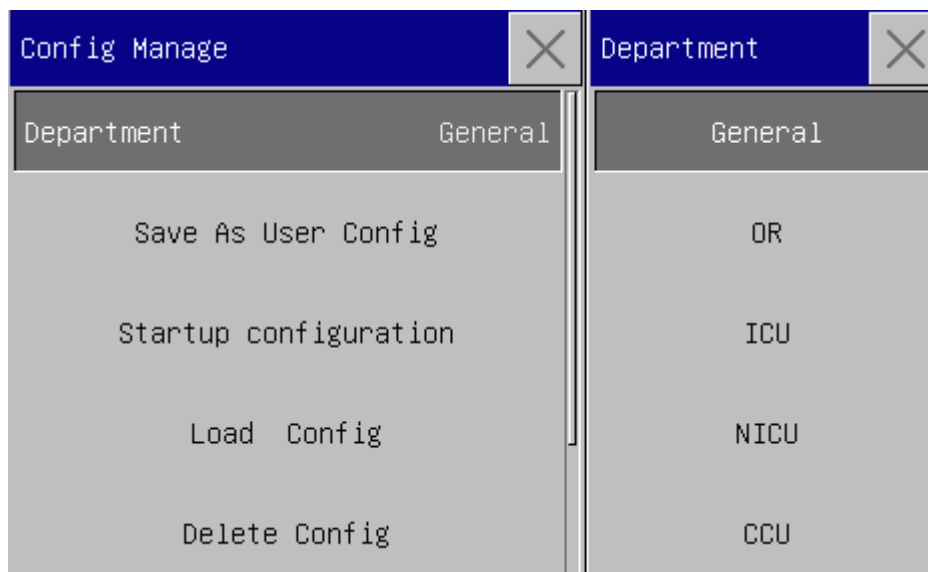 Config Manage
Department General
Save As User Config
Startup configuration
Load  Config
Delete Config
Department
General
OR
ICU
NICU
CCU